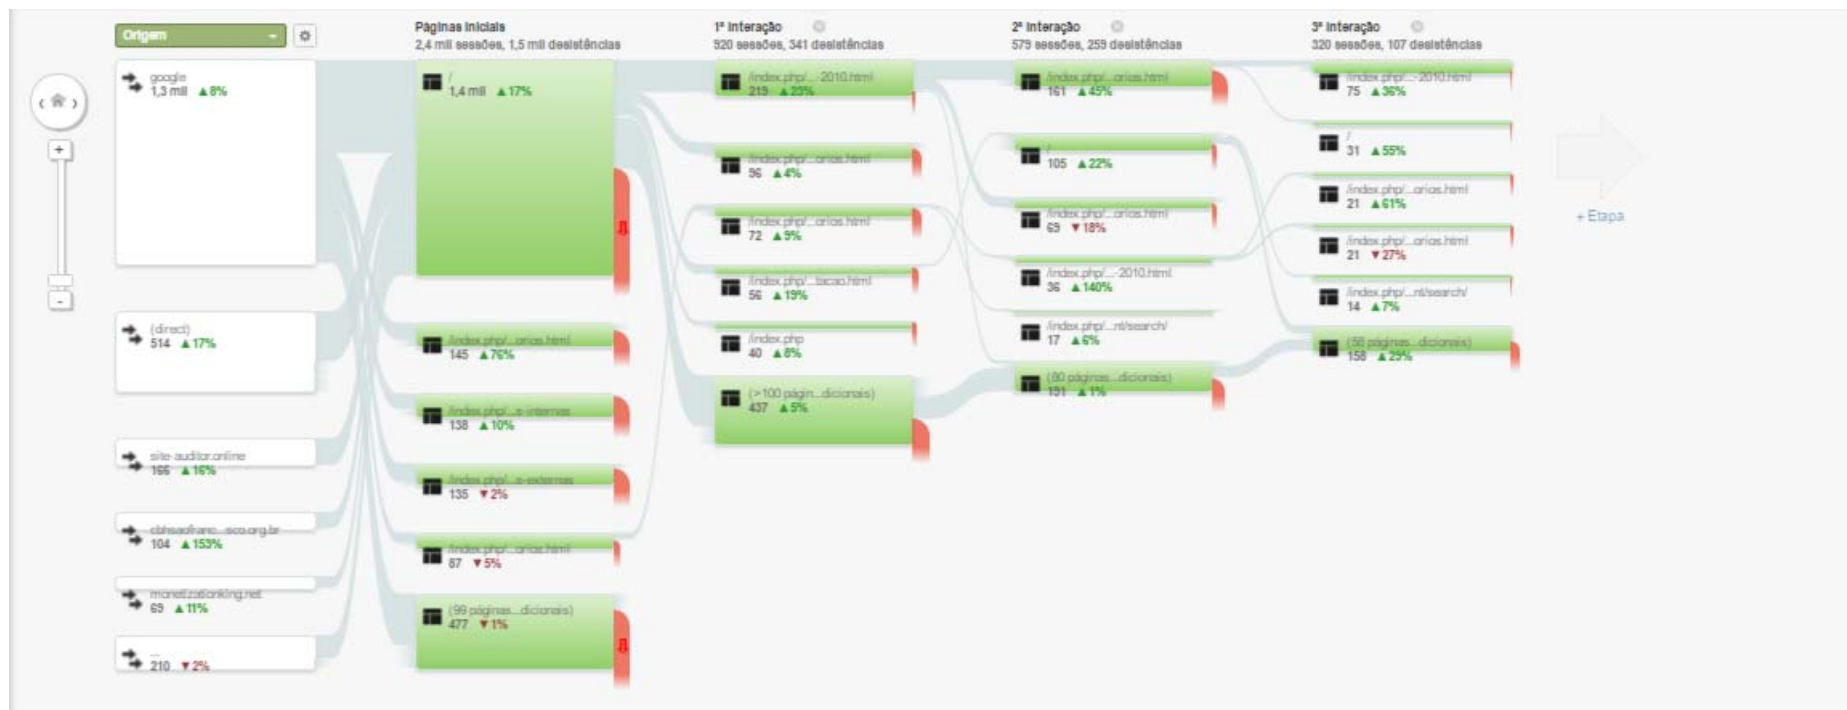 Origem
google
1,3 mil ▲8%
(direct)
514 ▲17%
site-auditor.online
166 ▲16%
cbhsaofranc...sco.org.br
104 ▲153%
monetizationking.net
69 ▲11%
...
210 ▼2%
Páginas iniciais
2,4 mil sessões, 1,5 mil desistências
/
1,4 mil ▲17%
/index.php/...orios.html
145 ▲76%
/index.php/...s-internas
138 ▲10%
/index.php/...s-externas
135 ▼2%
/index.php/...orios.html
87 ▼5%
(99 páginas...dicionais)
477 ▼1%
1ª Interação
920 sessões, 341 desistências
/index.php/...-2010.html
219 ▲23%
/index.php/...orios.html
96 ▲4%
/index.php/...orios.html
72 ▲9%
/index.php/...tacao.html
56 ▲19%
/index.php
40 ▲8%
(>100 págin...dicionais)
437 ▲5%
2ª Interação
579 sessões, 259 desistências
/index.php/...orios.html
161 ▲45%
/
105 ▲22%
/index.php/...orios.html
69 ▼18%
/index.php/...-2010.html
36 ▲140%
/index.php/...nt/search/
17 ▲6%
(80 páginas...dicionais)
191 ▲1%
3ª Interação
320 sessões, 107 desistências
/index.php/...-2010.html
75 ▲36%
/
31 ▲55%
/index.php/...orios.html
21 ▲61%
/index.php/...orios.html
21 ▼27%
/index.php/...nt/search/
14 ▲7%
(58 páginas...dicionais)
158 ▲29%
+ Etapa